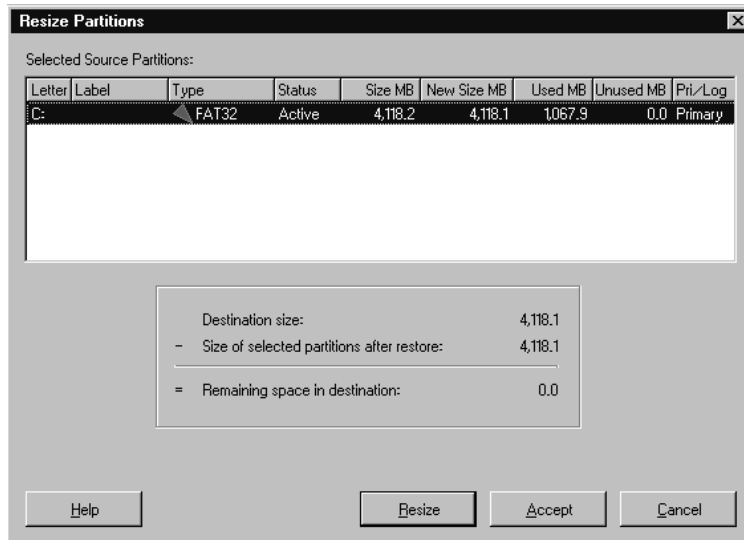 Resize Partitions
Selected Source Partitions:
Letter Label Type Status Size MB New Size MB Used MB Unused MB Pri/Log
C: FAT32 Active 4,118.2 4,118.1 1,067.9 0.0 Primary
Destination size: 4,118.1
- Size of selected partitions after restore: 4,118.1
= Remaining space in destination: 0.0
Help Resize Accept Cancel